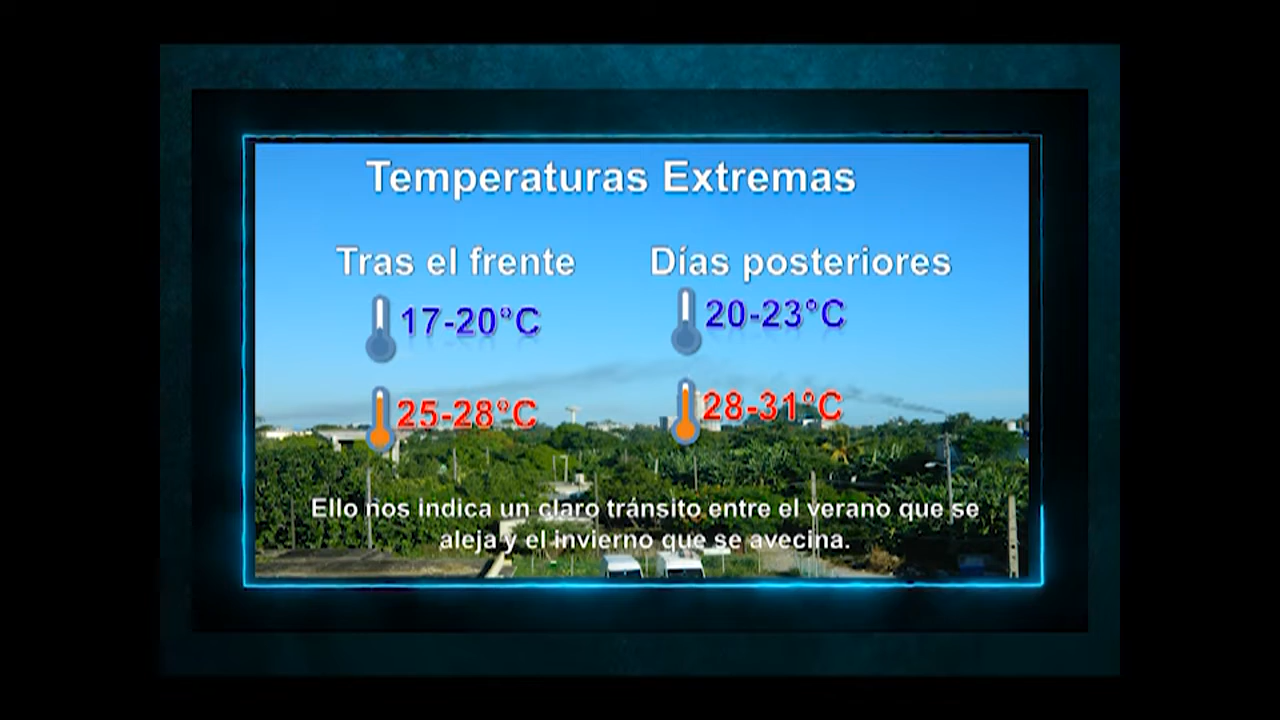 Temperaturas Extremas
Tras el frente
Días posteriores
17-20°C
20-23°C
25-28°C
28-31°C
Ello nos indica un claro tránsito entre el verano que se
aleja y el invierno que se avecina.